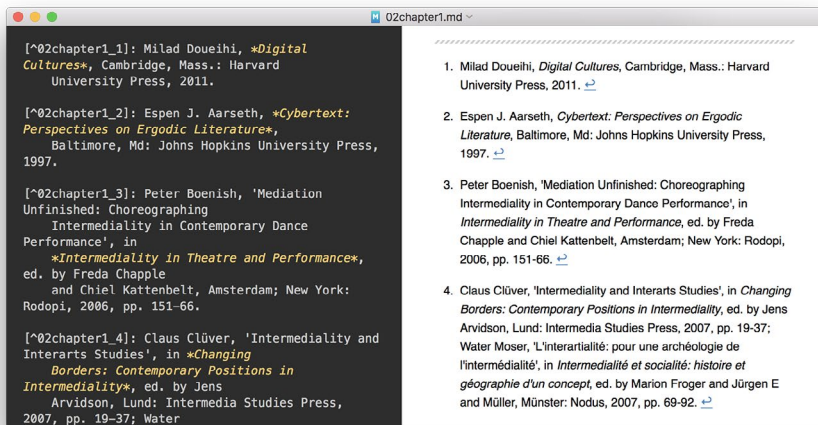 02chapter1.md
[^02chapter1_1]: Milad Doueihi, *Digital
Cultures*, Cambridge, Mass.: Harvard
University Press, 2011.
[^02chapter1_2]: Espen J. Aarseth, *Cybertext:
Perspectives on Ergodic Literature*,
Baltimore, Md: Johns Hopkins University Press,
1997.
[^02chapter1_3]: Peter Boenish, 'Mediation
Unfinished: Choreographing
Intermediality in Contemporary Dance
Performance', in
*Intermediality in Theatre and Performance*,
ed. by Freda Chapple
and Chiel Kattenbelt, Amsterdam; New York:
Rodopi, 2006, pp. 151–66.
[^02chapter1_4]: Claus Clüver, 'Intermediality and
Interarts Studies', in *Changing
Borders: Contemporary Positions in
Intermediality*, ed. by Jens
Arvidson, Lund: Intermedia Studies Press,
2007, pp. 19–37; Water
1. Milad Doueihi, Digital Cultures, Cambridge, Mass.: Harvard
University Press, 2011. ↩
2. Espen J. Aarseth, Cybertext: Perspectives on Ergodic
Literature, Baltimore, Md: Johns Hopkins University Press,
1997. ↩
3. Peter Boenish, 'Mediation Unfinished: Choreographing
Intermediality in Contemporary Dance Performance', in
Intermediality in Theatre and Performance, ed. by Freda
Chapple and Chiel Kattenbelt, Amsterdam; New York: Rodopi,
2006, pp. 151-66. ↩
4. Claus Clüver, 'Intermediality and Interarts Studies', in Changing
Borders: Contemporary Positions in Intermediality, ed. by Jens
Arvidson, Lund: Intermedia Studies Press, 2007, pp. 19-37;
Water Moser, 'L'interartialité: pour une archéologie de
l'intermédialité', in Intermedialité et socialité: histoire et
géographie d'un concept, ed. by Marion Froger and Jürgen E
and Müller, Münster: Nodus, 2007, pp. 69-92. ↩